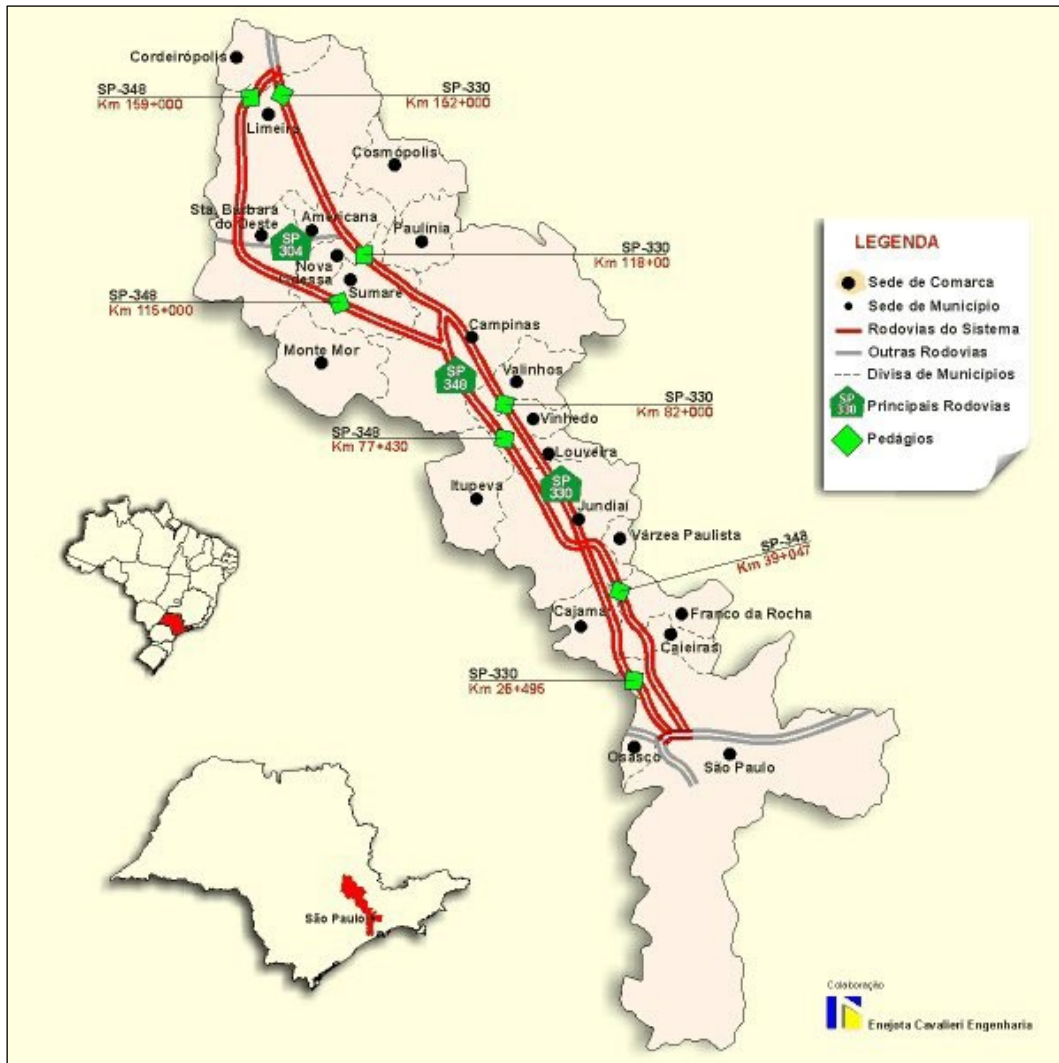 Cordeirópolis
SP-348
Km 159+000
SP-330
Km 152+000
Limeira
Cosmópolis
Sta. Bárbara
do Oeste
Americana
Paulínia
SP
304
Nova
Odessa
Sumaré
SP-330
Km 118+00
SP-348
Km 115+000
Campinas
Monte Mor
SP
348
Valinhos
SP-330
Km 82+000
Vinhedo
SP-348
Km 77+430
Louveira
Itupeva
SP
330
Jundiaí
Várzea Paulista
SP-348
Km 39+047
Cajamar
Franco da Rocha
Caieiras
SP-330
Km 26+495
Osasco
São Paulo
LEGENDA
Sede de Comarca
Sede de Município
Rodovias do Sistema
Outras Rodovias
Divisa de Municípios
SP
330
Principais Rodovias
Pedágios
São Paulo
Colaboração
Enejota Cavalieri Engenharia